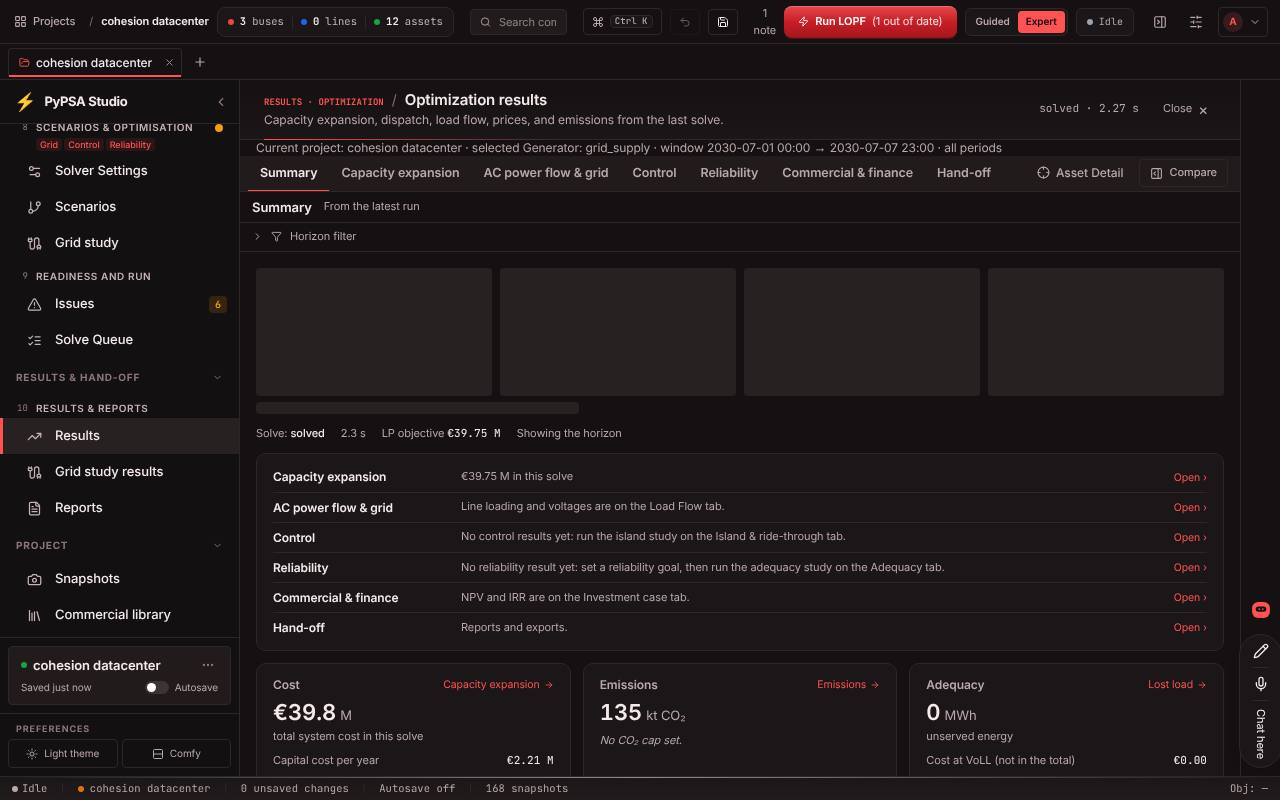 Projects / cohesion datacenter
3 buses 0 lines 12 assets
Search con
⌘ Ctrl K
1 note
Run LOPF (1 out of date)
Guided Expert
Idle
A
cohesion datacenter × +
PyPSA Studio
8 SCENARIOS & OPTIMISATION
Grid Control Reliability
Solver Settings
Scenarios
Grid study
9 READINESS AND RUN
Issues 6
Solve Queue
RESULTS & HAND-OFF
10 RESULTS & REPORTS
Results
Grid study results
Reports
PROJECT
Snapshots
Commercial library
cohesion datacenter ...
Saved just now Autosave
PREFERENCES
Light theme Comfy
RESULTS · OPTIMIZATION / Optimization results
Capacity expansion, dispatch, load flow, prices, and emissions from the last solve.
solved · 2.27 s Close ×
Current project: cohesion datacenter · selected Generator: grid_supply · window 2030-07-01 00:00 → 2030-07-07 23:00 · all periods
Summary Capacity expansion AC power flow & grid Control Reliability Commercial & finance Hand-off Asset Detail Compare
Summary From the latest run
Horizon filter
Solve: solved 2.3 s LP objective €39.75 M Showing the horizon
Capacity expansion €39.75 M in this solve Open ›
AC power flow & grid Line loading and voltages are on the Load Flow tab. Open ›
Control No control results yet: run the island study on the Island & ride-through tab. Open ›
Reliability No reliability result yet: set a reliability goal, then run the adequacy study on the Adequacy tab. Open ›
Commercial & finance NPV and IRR are on the Investment case tab. Open ›
Hand-off Reports and exports. Open ›
Cost Capacity expansion →
€39.8 M
total system cost in this solve
Capital cost per year €2.21 M
Emissions Emissions →
135 kt CO₂
No CO₂ cap set.
Adequacy Lost load →
0 MWh
unserved energy
Cost at VoLL (not in the total) €0.00
Chat here
Idle cohesion datacenter 0 unsaved changes Autosave off 168 snapshots Obj: —